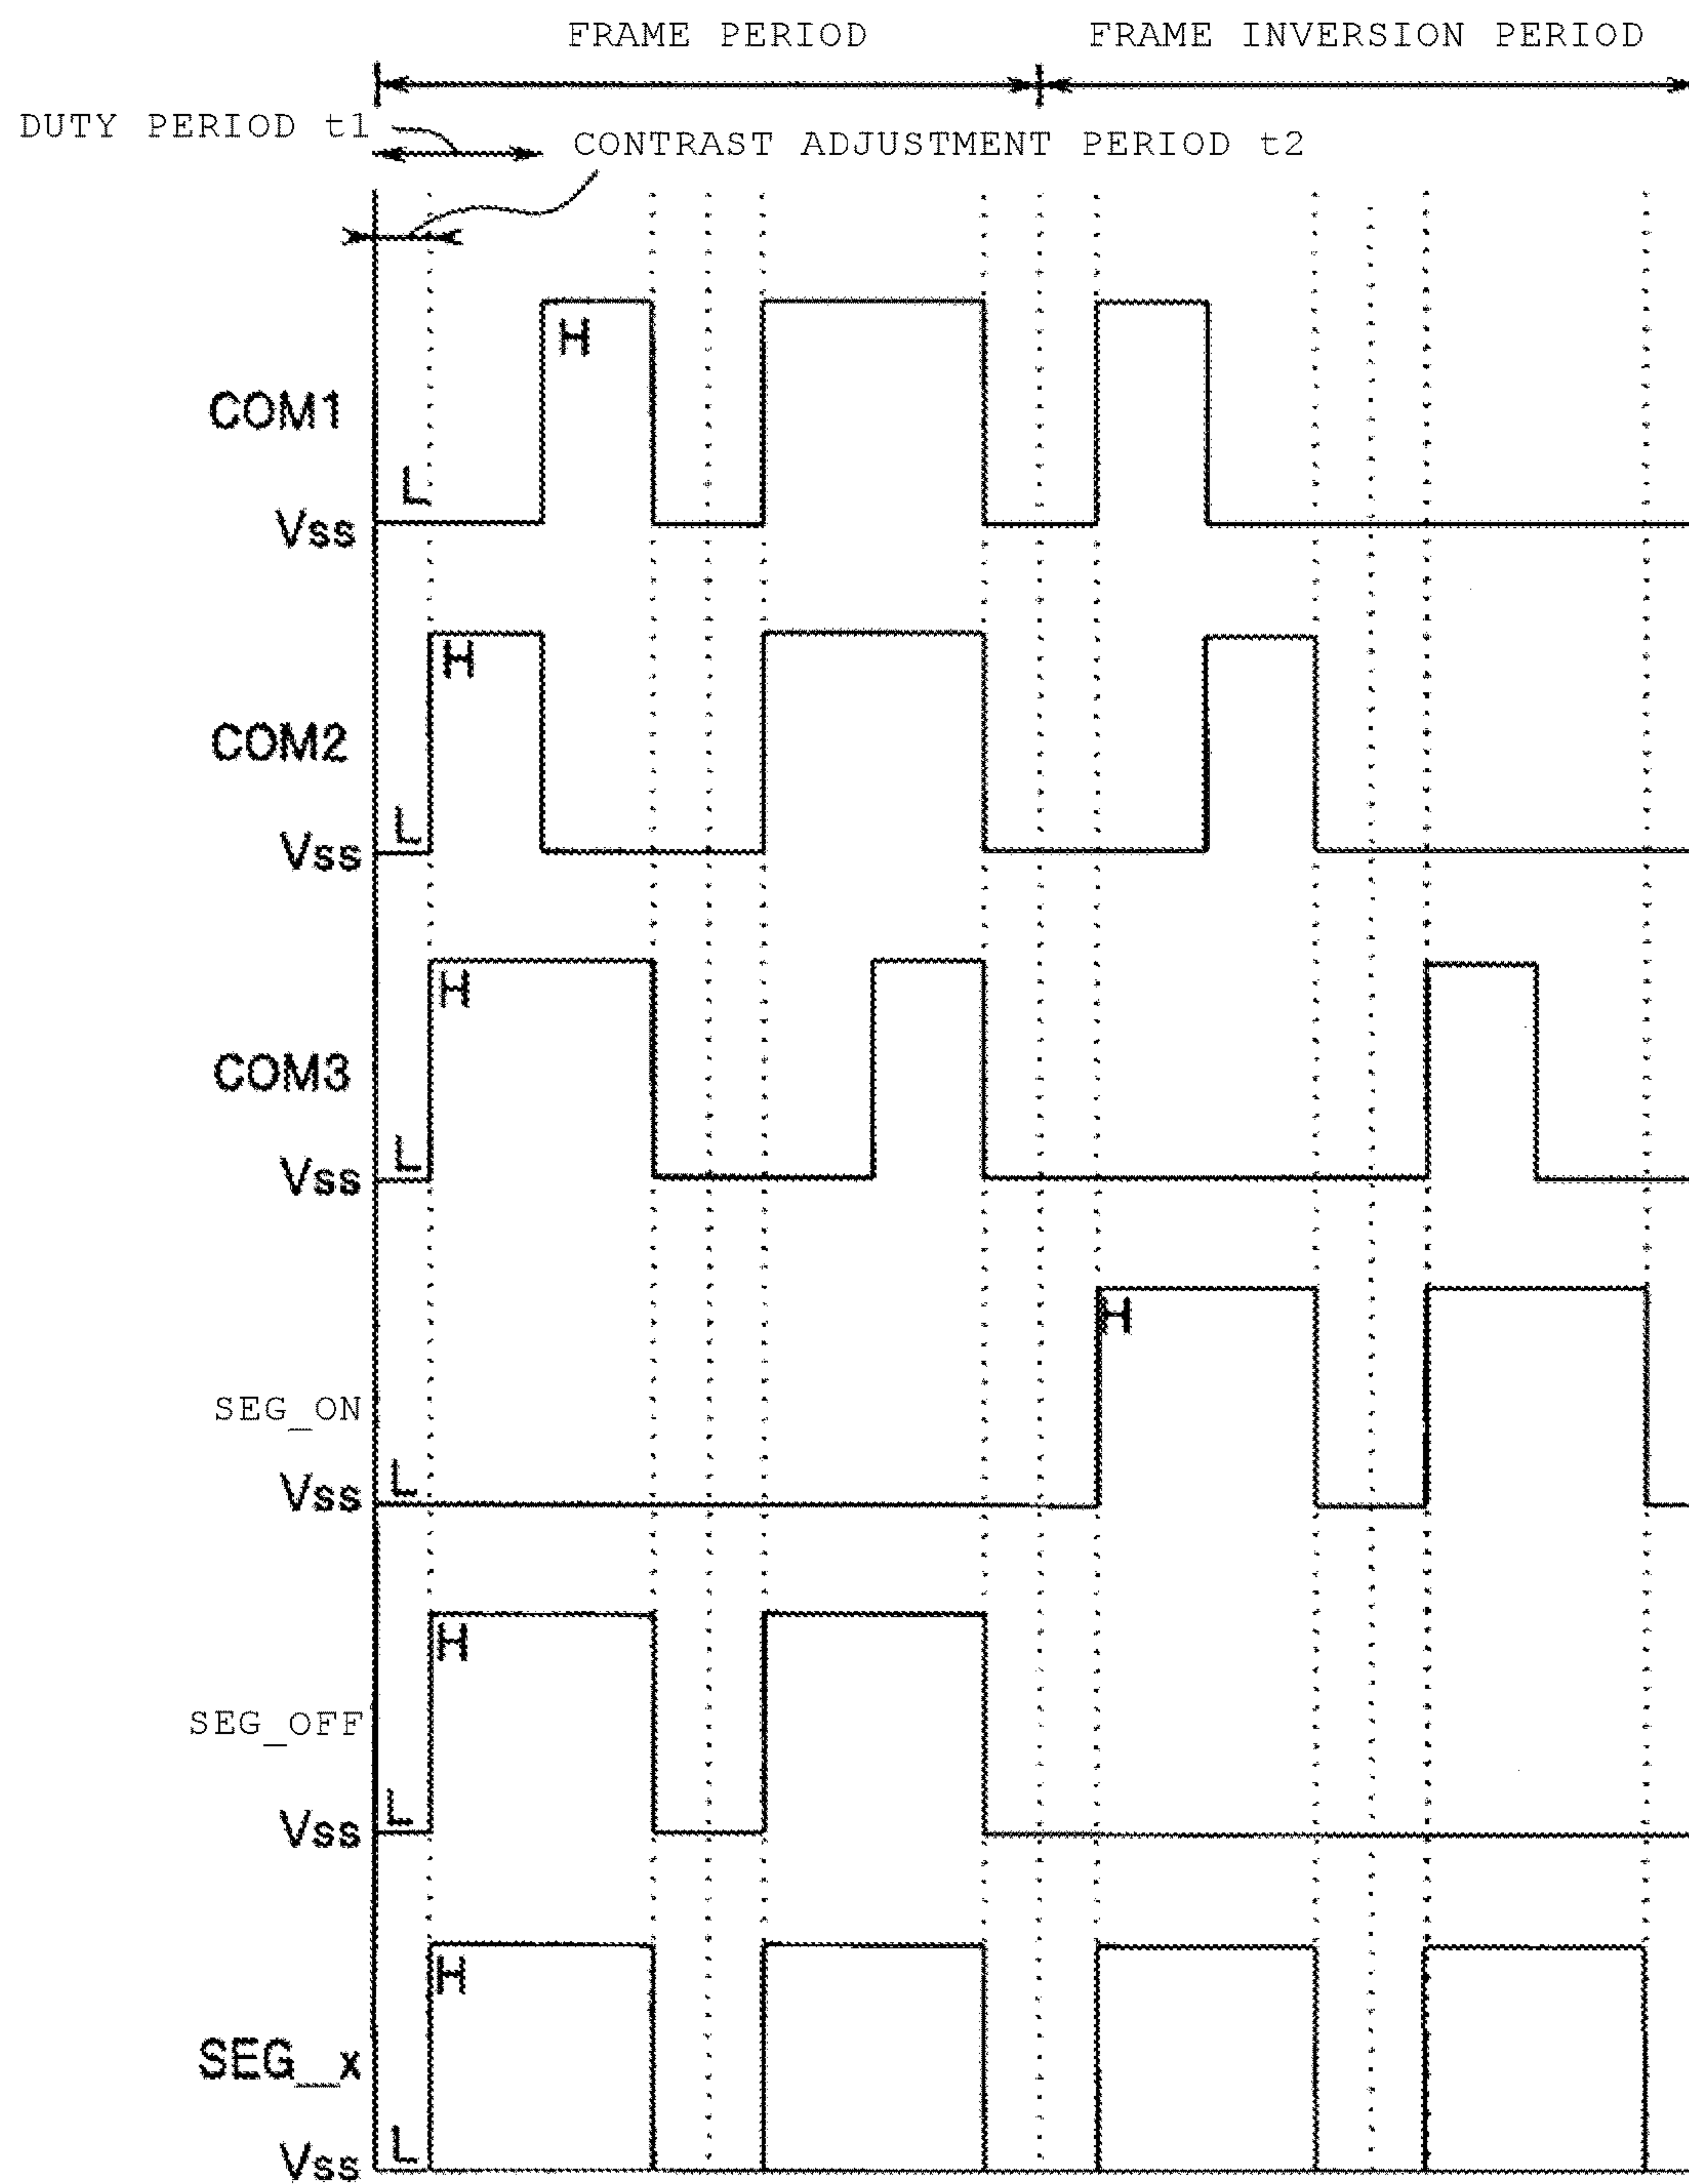 FRAME PERIOD FRAME INVERSION PERIOD
DUTY PERIOD t1
CONTRAST ADJUSTMENT PERIOD t2
H
COM1
L
Vss
H
COM2
L
Vss
H
COM3
L
Vss
H
SEG_ON
L
Vss
H
SEG_OFF
L
Vss
H
SEG_x
L
Vss